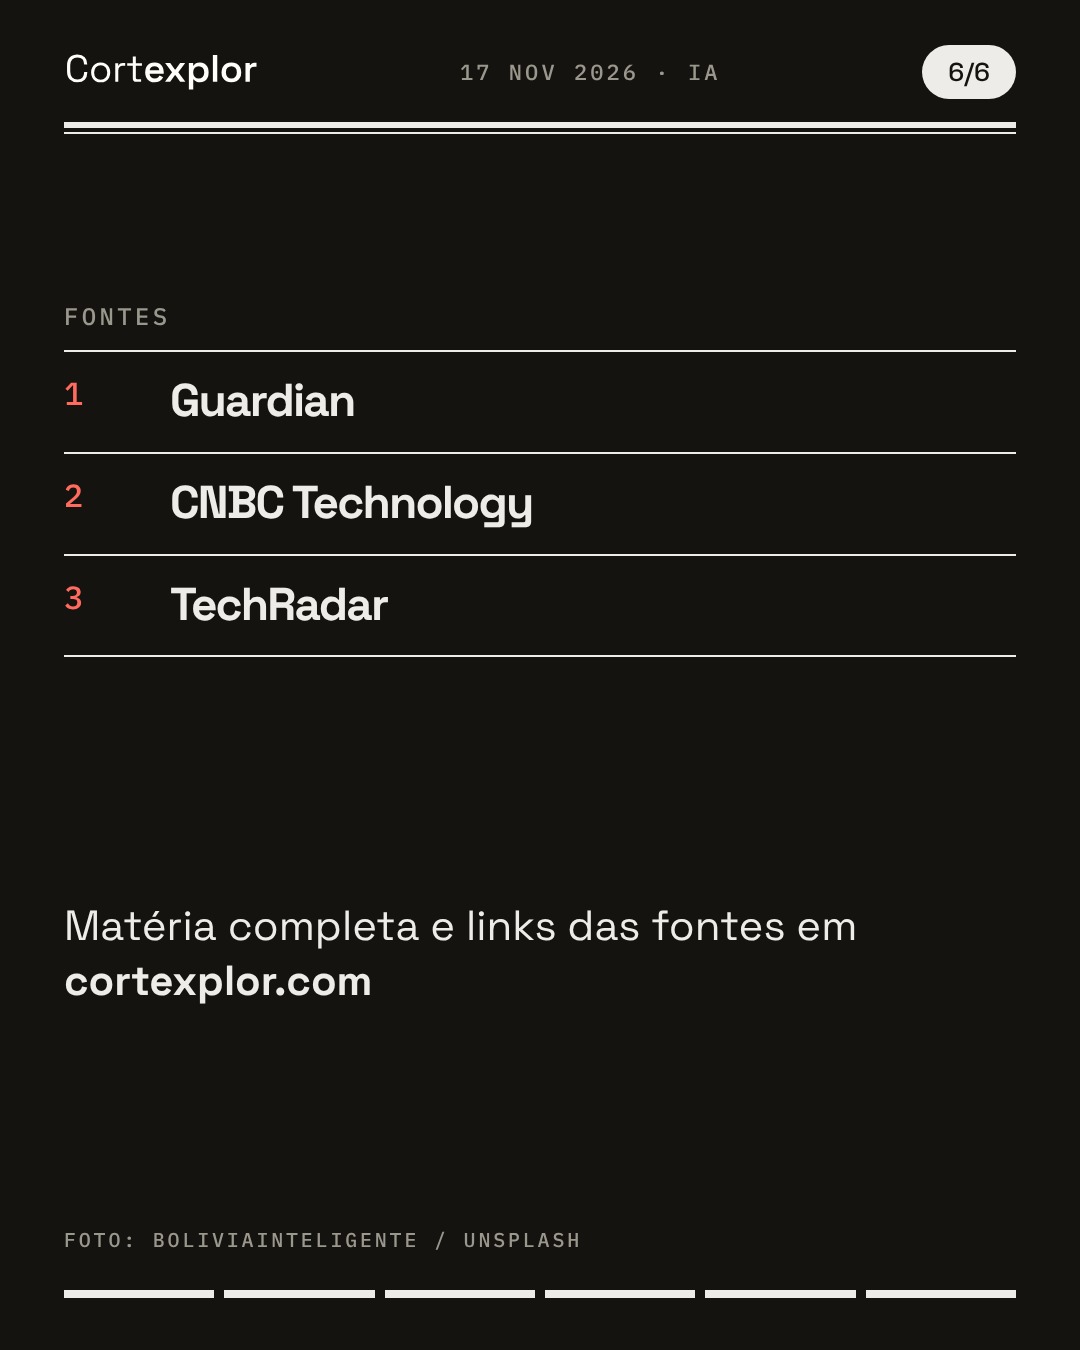 Cortexplor
17 NOV 2026 · IA
6/6
FONTES
1 Guardian
2 CNBC Technology
3 TechRadar
Matéria completa e links das fontes em
cortexplor.com
FOTO: BOLIVIAINTELIGENTE / UNSPLASH